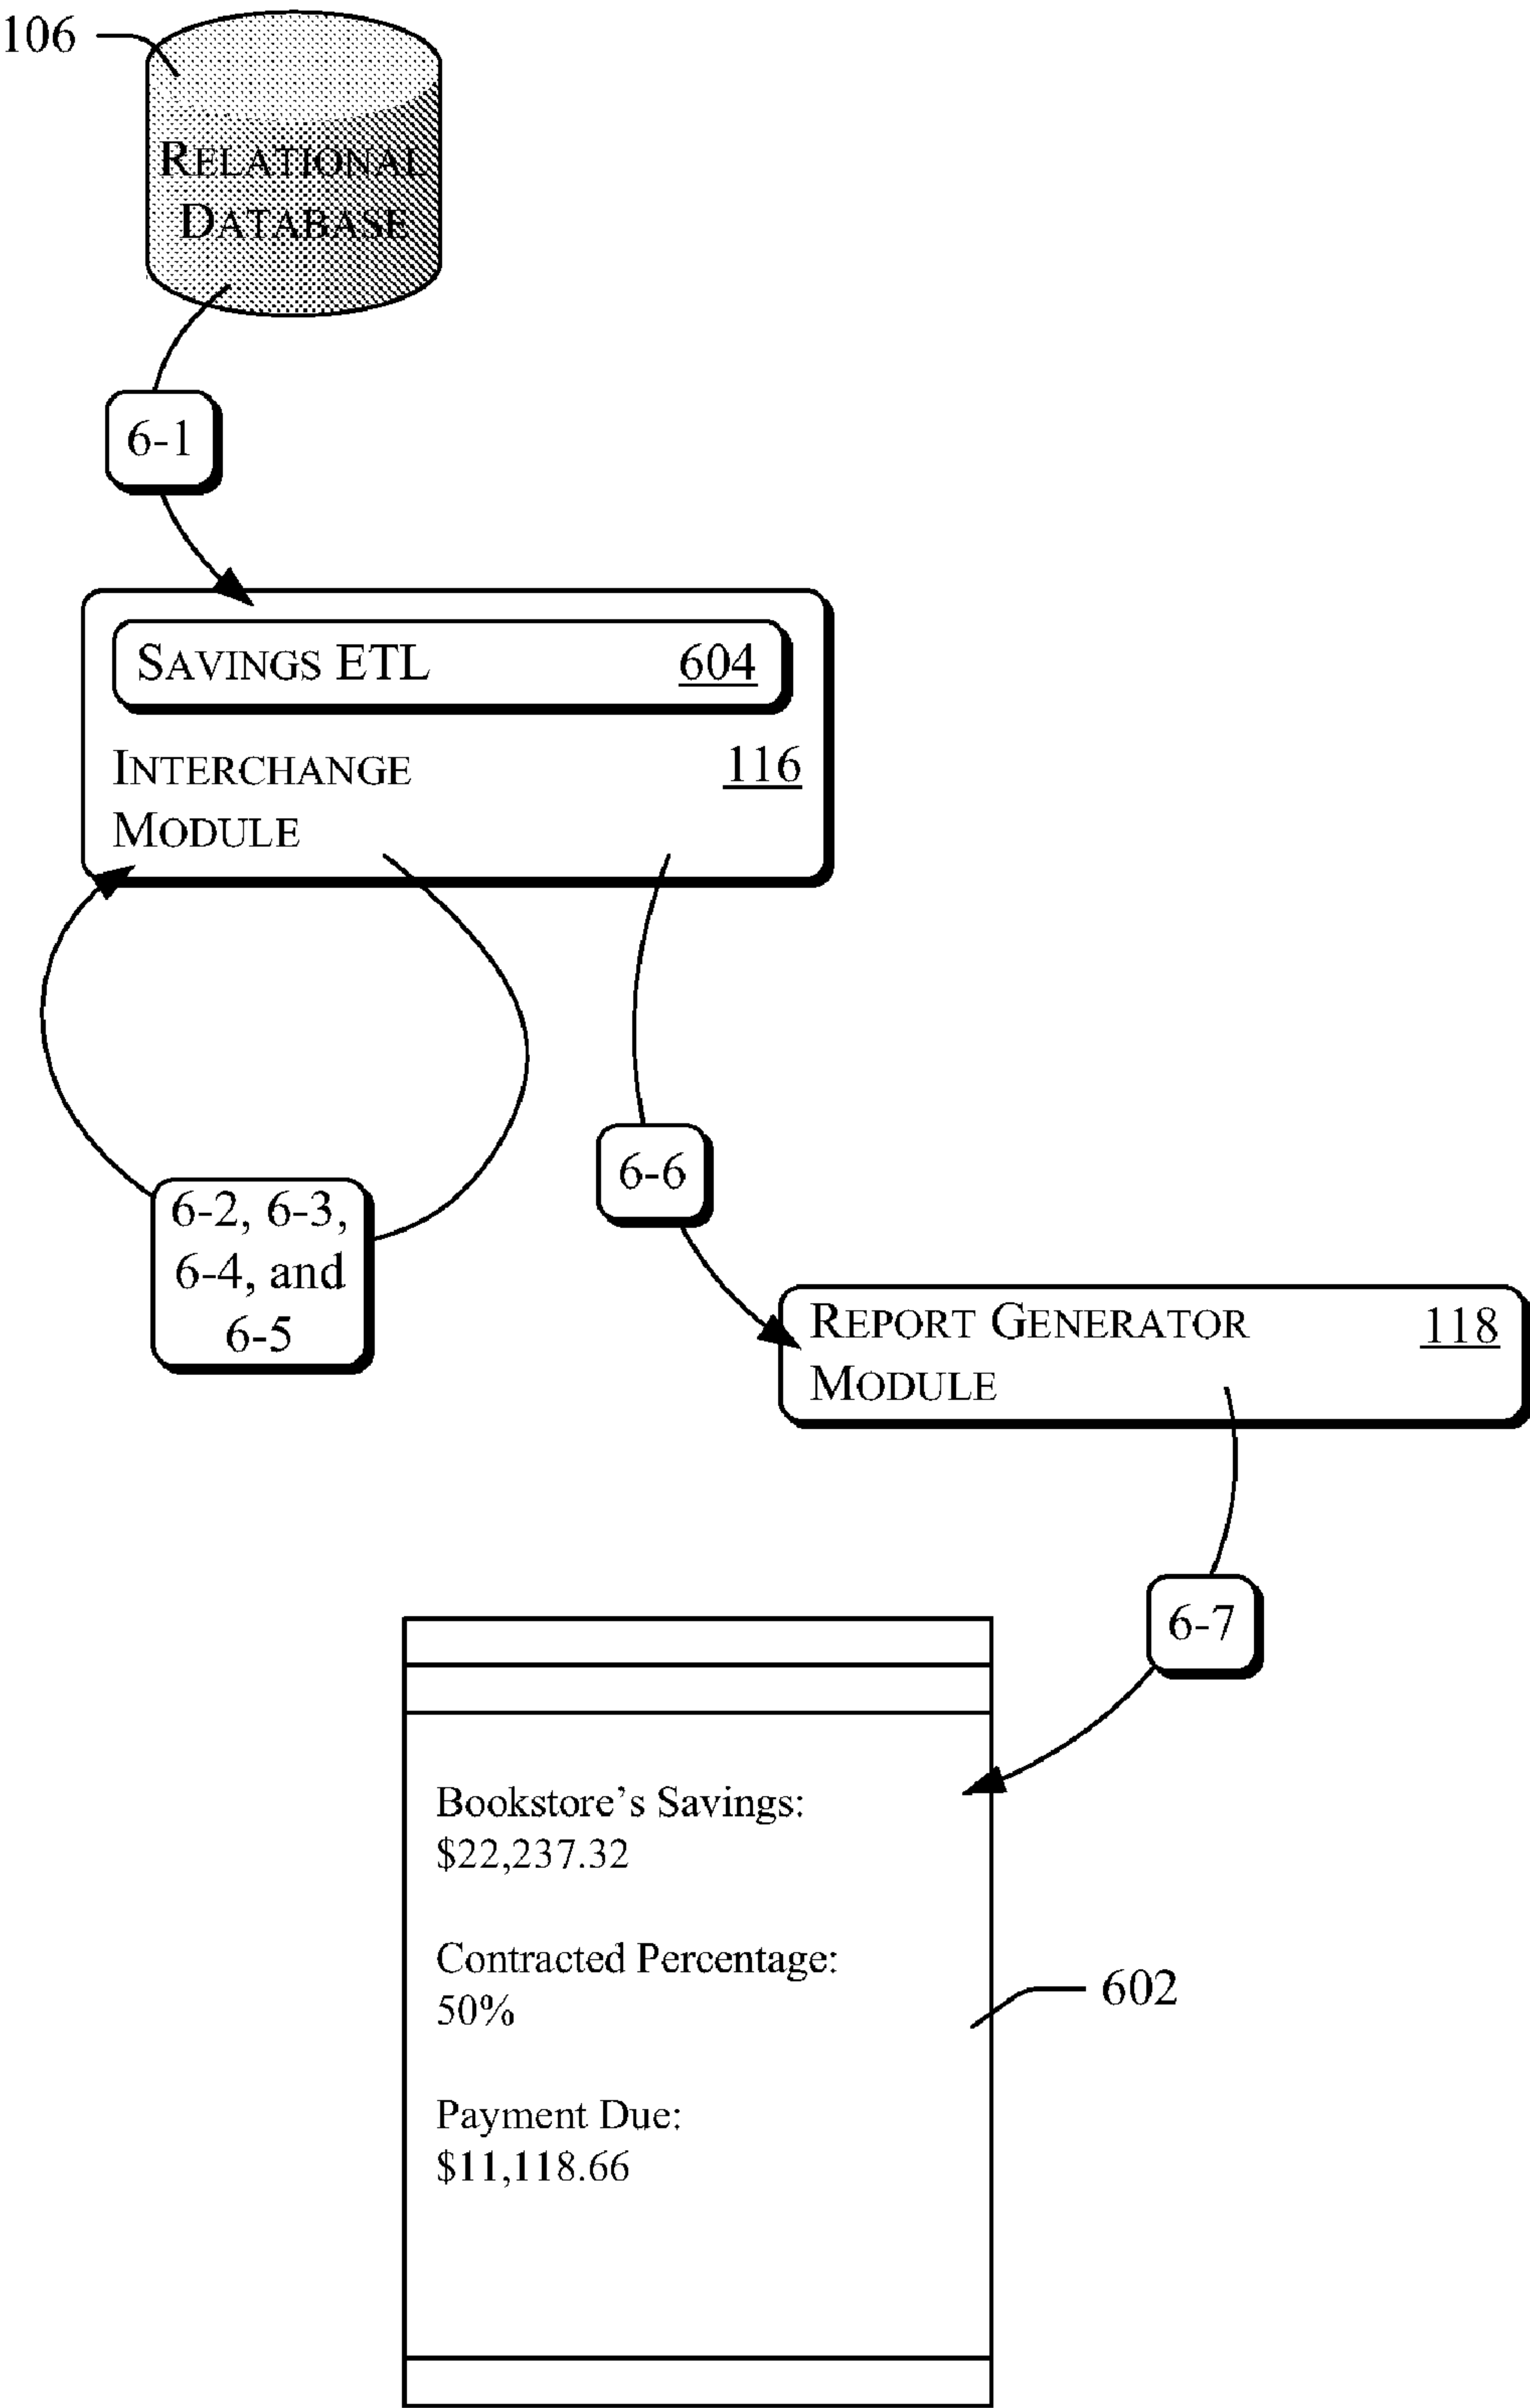 106
RELATIONAL
DATABASE
6-1
SAVINGS ETL 604
INTERCHANGE 116
MODULE
6-6
6-2, 6-3,
6-4, and
6-5
REPORT GENERATOR 118
MODULE
6-7
Bookstore’s Savings:
$22,237.32
Contracted Percentage:
50%
602
Payment Due:
$11,118.66